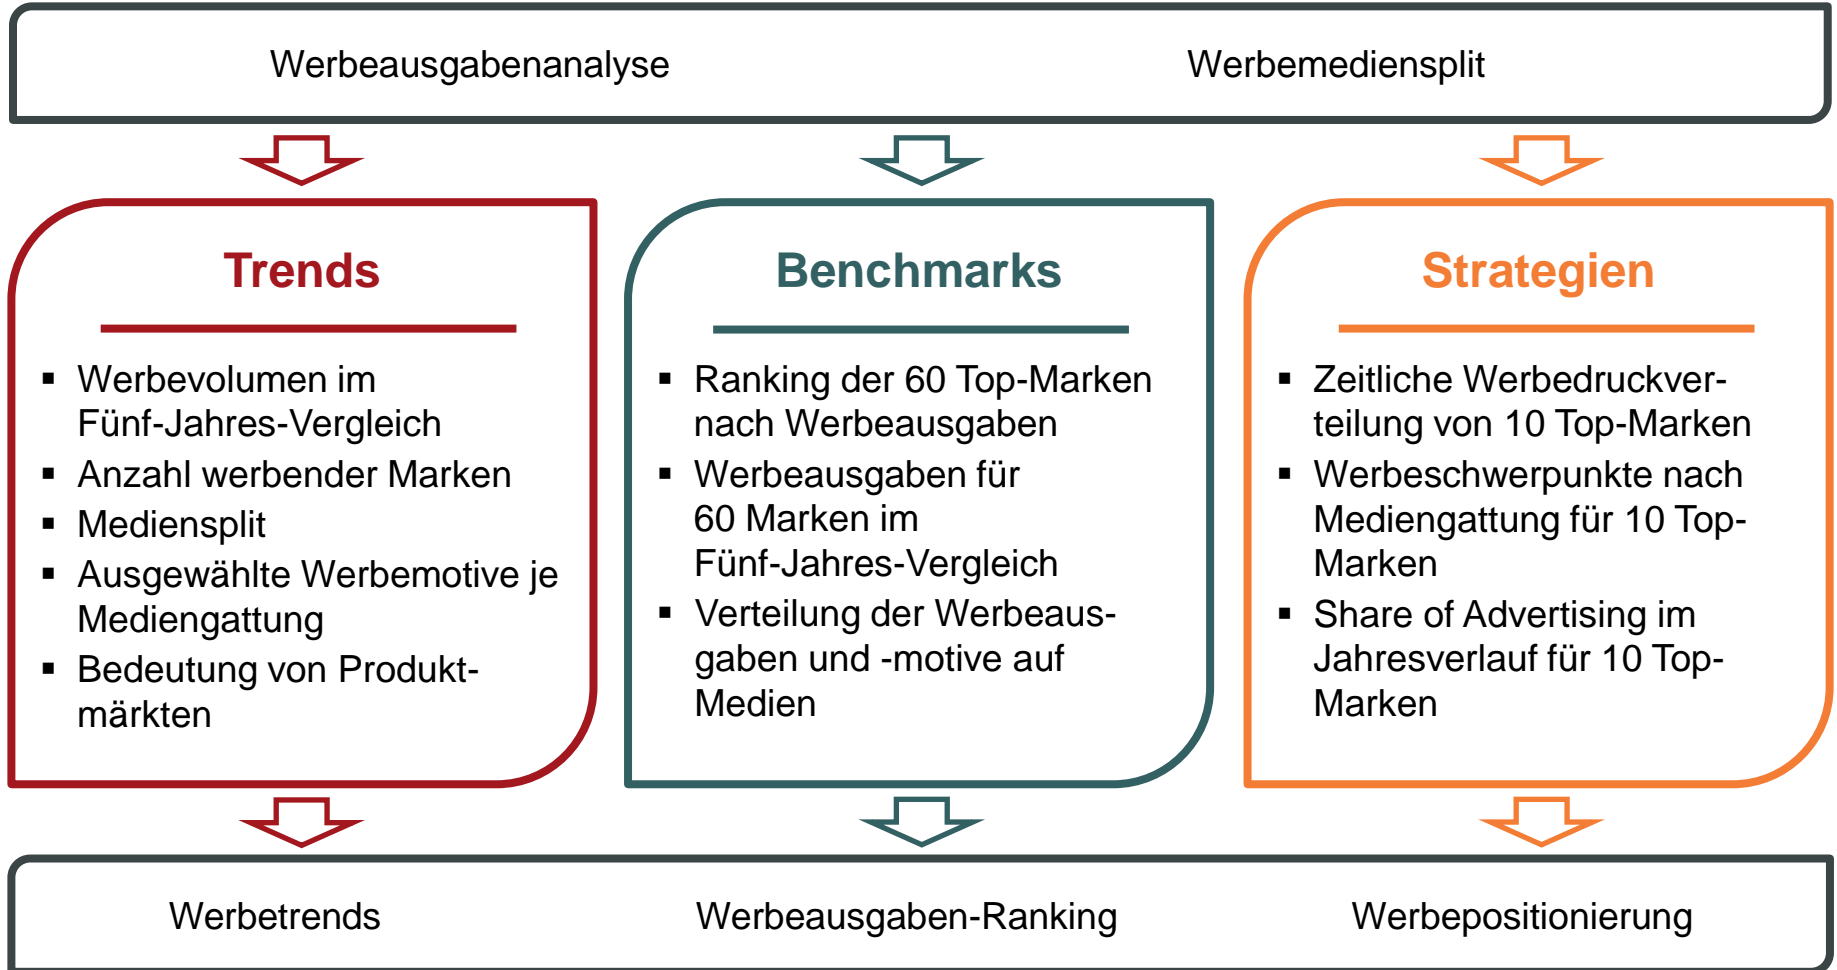 Werbeausgabenanalyse
Werbemediensplit
Trends
▪ Werbevolumen im
Fünf-Jahres-Vergleich
▪ Anzahl werbender Marken
▪ Mediensplit
▪ Ausgewählte Werbemotive je
Mediengattung
▪ Bedeutung von Produkt-
märkten
Benchmarks
▪ Ranking der 60 Top-Marken
nach Werbeausgaben
▪ Werbeausgaben für
60 Marken im
Fünf-Jahres-Vergleich
▪ Verteilung der Werbeaus-
gaben und -motive auf
Medien
Strategien
▪ Zeitliche Werbedruckver-
teilung von 10 Top-Marken
▪ Werbeschwerpunkte nach
Mediengattung für 10 Top-
Marken
▪ Share of Advertising im
Jahresverlauf für 10 Top-
Marken
Werbetrends
Werbeausgaben-Ranking
Werbepositionierung